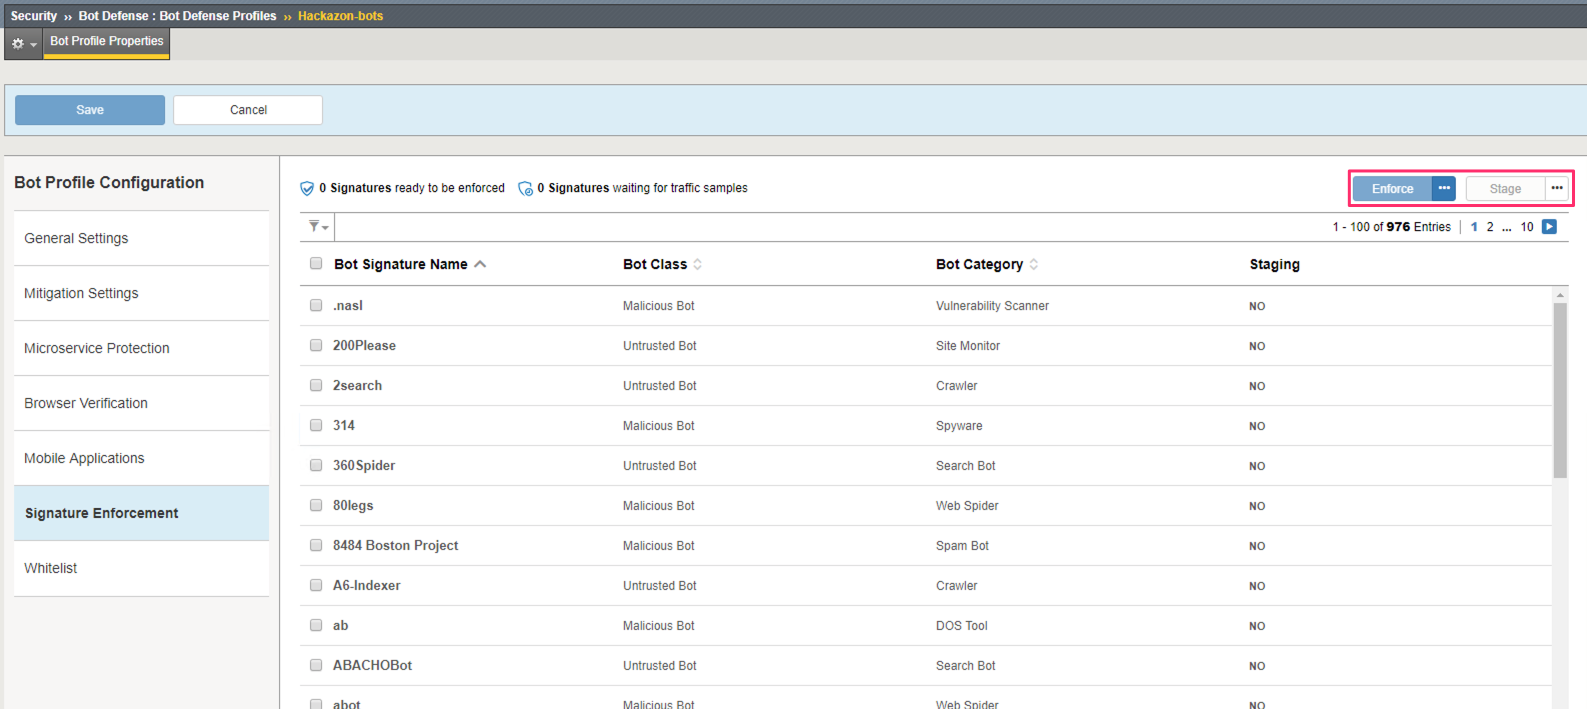 Security ›› Bot Defense : Bot Defense Profiles ›› Hackazon-bots
Bot Profile Properties
Save Cancel
Bot Profile Configuration
General Settings
Mitigation Settings
Microservice Protection
Browser Verification
Mobile Applications
Signature Enforcement
Whitelist
0 Signatures ready to be enforced 0 Signatures waiting for traffic samples
Enforce ••• Stage •••
1 - 100 of 976 Entries | 1 2 ... 10
Bot Signature Name Bot Class Bot Category Staging
.nasl Malicious Bot Vulnerability Scanner NO
200Please Untrusted Bot Site Monitor NO
2search Untrusted Bot Crawler NO
314 Malicious Bot Spyware NO
360Spider Untrusted Bot Search Bot NO
80legs Malicious Bot Web Spider NO
8484 Boston Project Malicious Bot Spam Bot NO
A6-Indexer Untrusted Bot Crawler NO
ab Malicious Bot DOS Tool NO
ABACHOBot Untrusted Bot Search Bot NO
abot Malicious Bot Web Spider NO